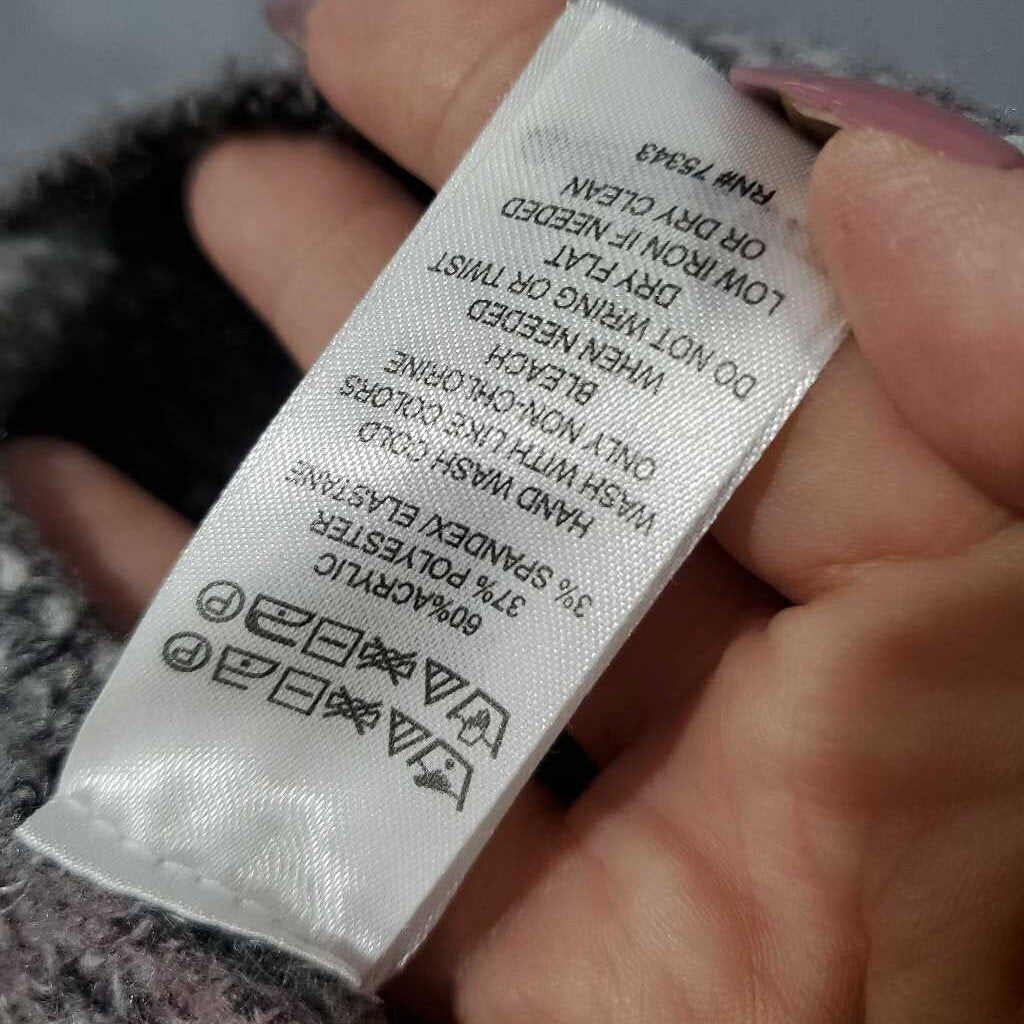 60%ACRYLIC
37% POLYESTER
3% SPANDEX/ ELASTANE
HAND WASH COLD
WASH WITH LIKE COLORS
ONLY NON-CHLORINE
BLEACH
WHEN NEEDED
DO NOT WRING OR TWIST
DRY FLAT
LOW IRON IF NEEDED
OR DRY CLEAN
RN# 75343